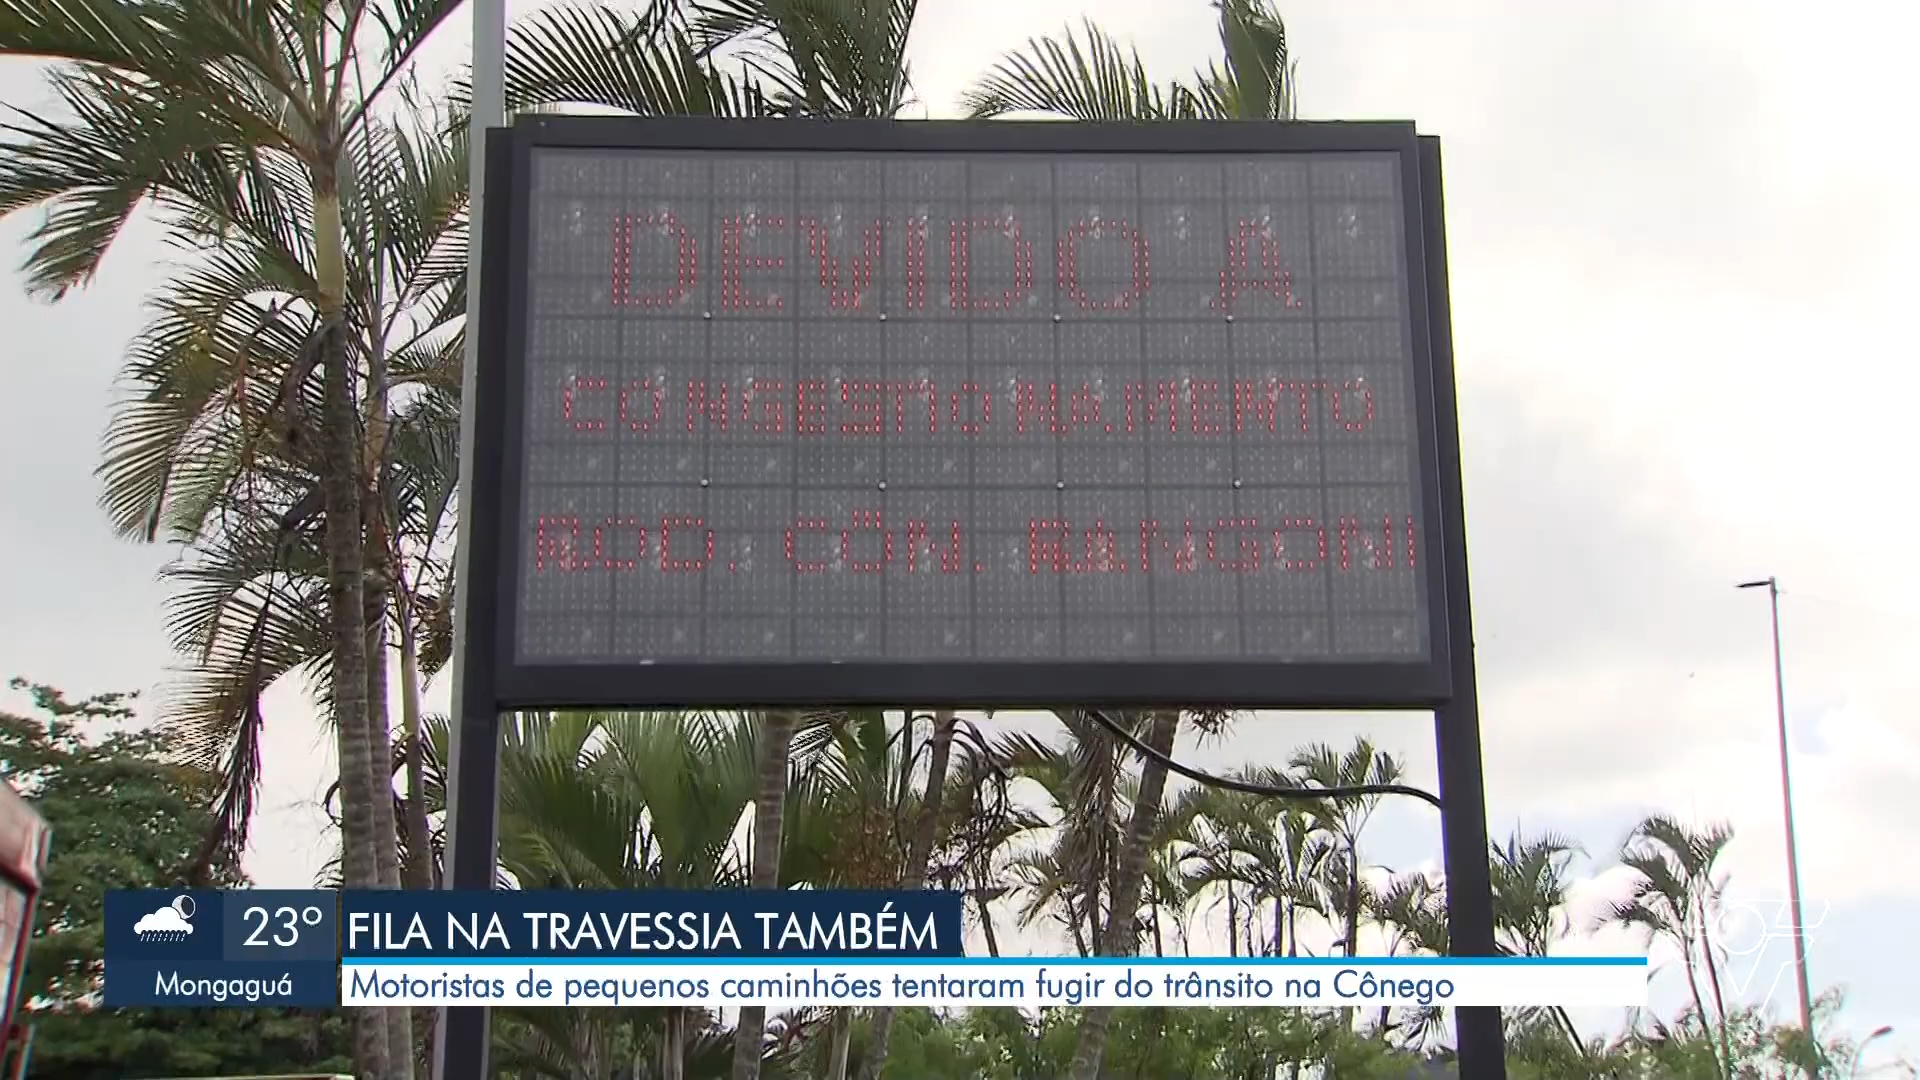 DEVIDO A
CONGESTIONAMENTO
ROD. CÔN. RANGONI
23°
FILA NA TRAVESSIA TAMBÉM
Mongaguá
Motoristas de pequenos caminhões tentaram fugir do trânsito na Cônego